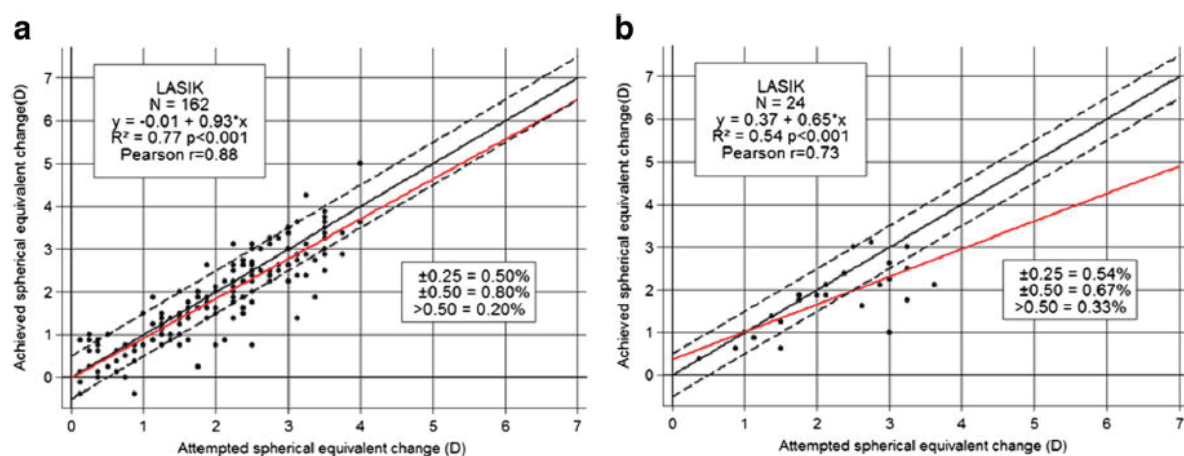 a
Achieved spherical equivalent change(D)
7
6
5
4
3
2
1
0
LASIK
N = 162
y = -0.01 + 0.93*x
R² = 0.77 p<0.001
Pearson r=0.88
±0.25 = 0.50%
±0.50 = 0.80%
>0.50 = 0.20%
0 1 2 3 4 5 6 7
Attempted spherical equivalent change (D)
b
Achieved spherical equivalent change(D)
7
6
5
4
3
2
1
0
LASIK
N = 24
y = 0.37 + 0.65*x
R² = 0.54 p<0.001
Pearson r=0.73
±0.25 = 0.54%
±0.50 = 0.67%
>0.50 = 0.33%
0 1 2 3 4 5 6 7
Attempted spherical equivalent change (D)